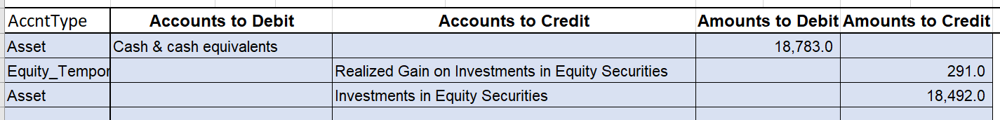 AccntType Accounts to Debit Accounts to Credit Amounts to Debit Amounts to Credit
Asset Cash & cash equivalents 18,783.0
Equity_Tempor Realized Gain on Investments in Equity Securities 291.0
Asset Investments in Equity Securities 18,492.0